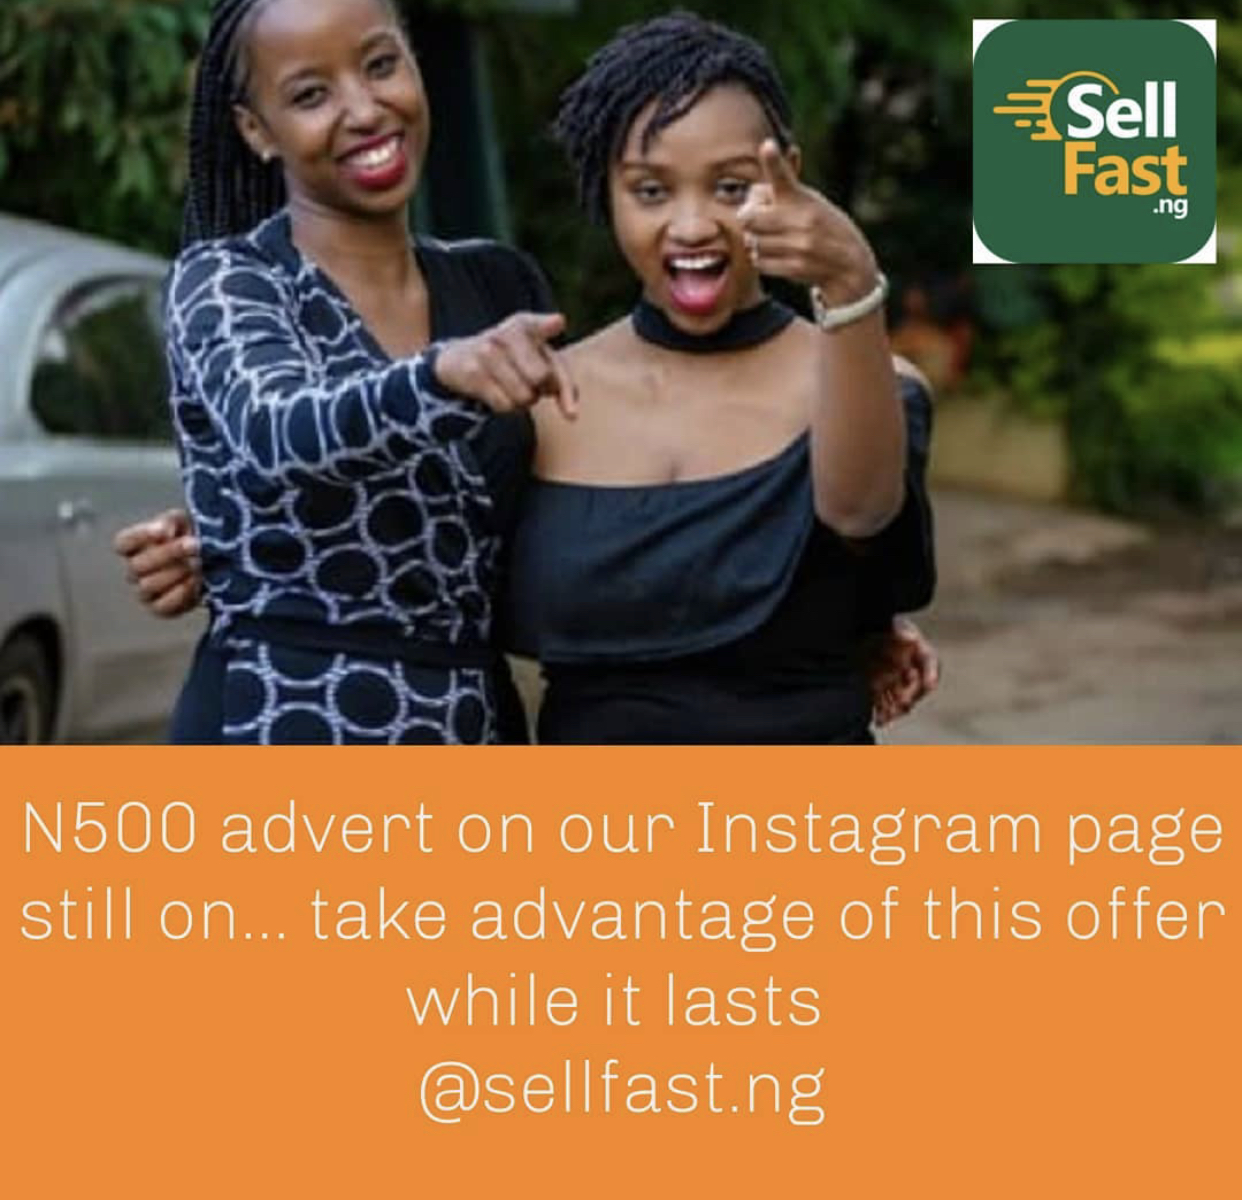 Sell
Fast
.ng
N500 advert on our Instagram page
still on... take advantage of this offer
while it lasts
@sellfast.ng